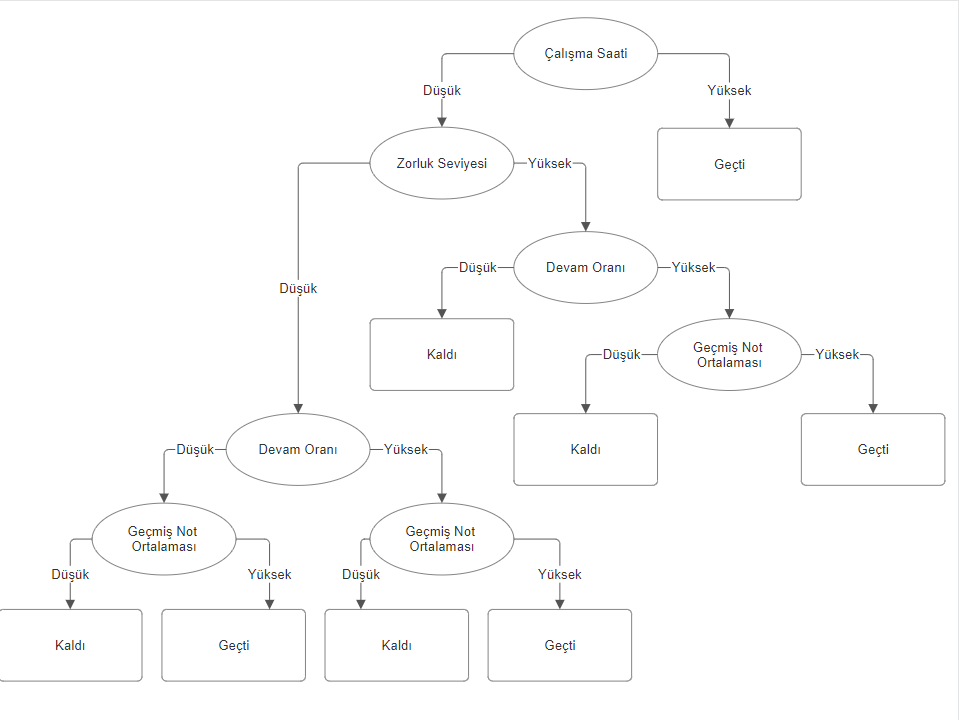 Çalışma Saati
Düşük
Yüksek
Zorluk Seviyesi
Yüksek
Geçti
Düşük
Devam Oranı
Yüksek
Düşük
Kaldı
Düşük
Geçmiş Not
Ortalaması
Yüksek
Kaldı
Geçti
Düşük
Devam Oranı
Yüksek
Geçmiş Not
Ortalaması
Geçmiş Not
Ortalaması
Düşük
Yüksek
Düşük
Yüksek
Kaldı
Geçti
Kaldı
Geçti